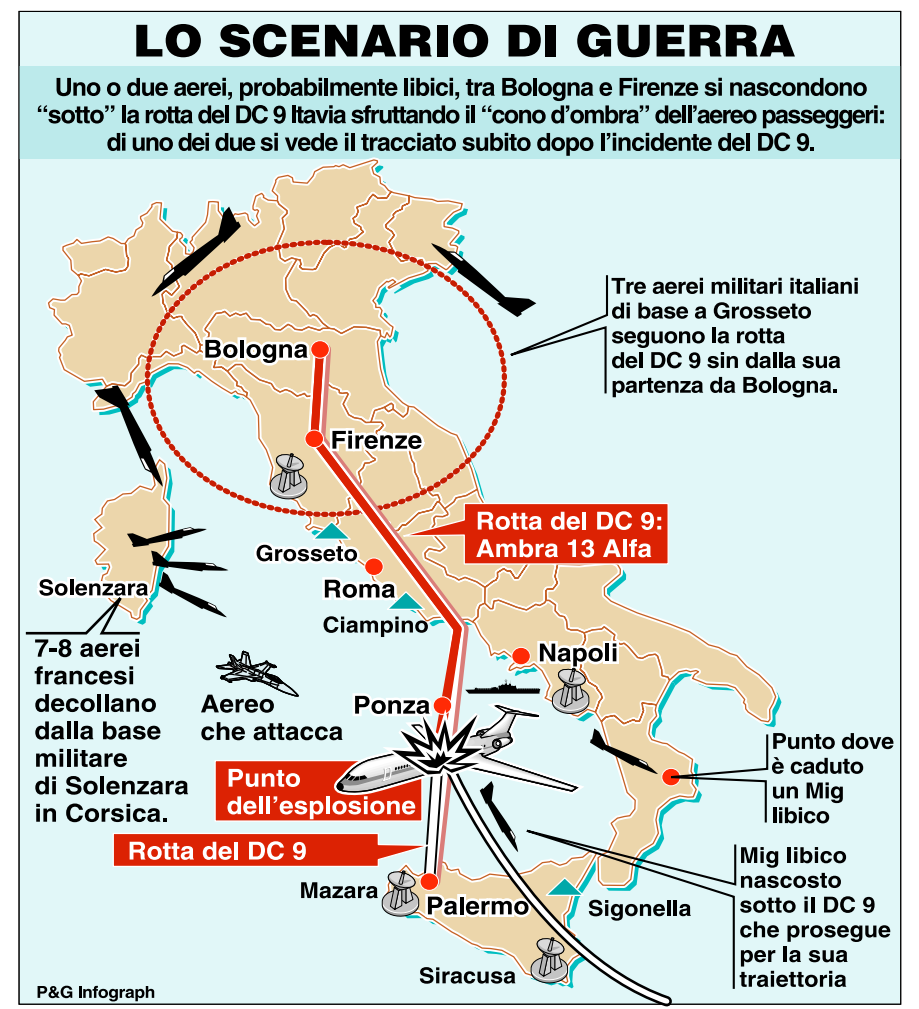 LO SCENARIO DI GUERRA
Uno o due aerei, probabilmente libici, tra Bologna e Firenze si nascondono
“sotto” la rotta del DC 9 Itavia sfruttando il “cono d’ombra” dell’aereo passeggeri:
di uno dei due si vede il tracciato subito dopo l’incidente del DC 9.
Tre aerei militari italiani
di base a Grosseto
seguono la rotta
del DC 9 sin dalla sua
partenza da Bologna.
Bologna
Firenze
Rotta del DC 9:
Ambra 13 Alfa
Grosseto
Roma
Ciampino
Solenzara
7-8 aerei
francesi
decollano
dalla base
militare
di Solenzara
in Corsica.
Aereo
che attacca
Napoli
Ponza
Punto
dell’esplosione
Punto dove
è caduto
un Mig
libico
Rotta del DC 9
Mig libico
nascosto
sotto il DC 9
che prosegue
per la sua
traiettoria
Mazara
Palermo
Sigonella
Siracusa
P&G Infograph